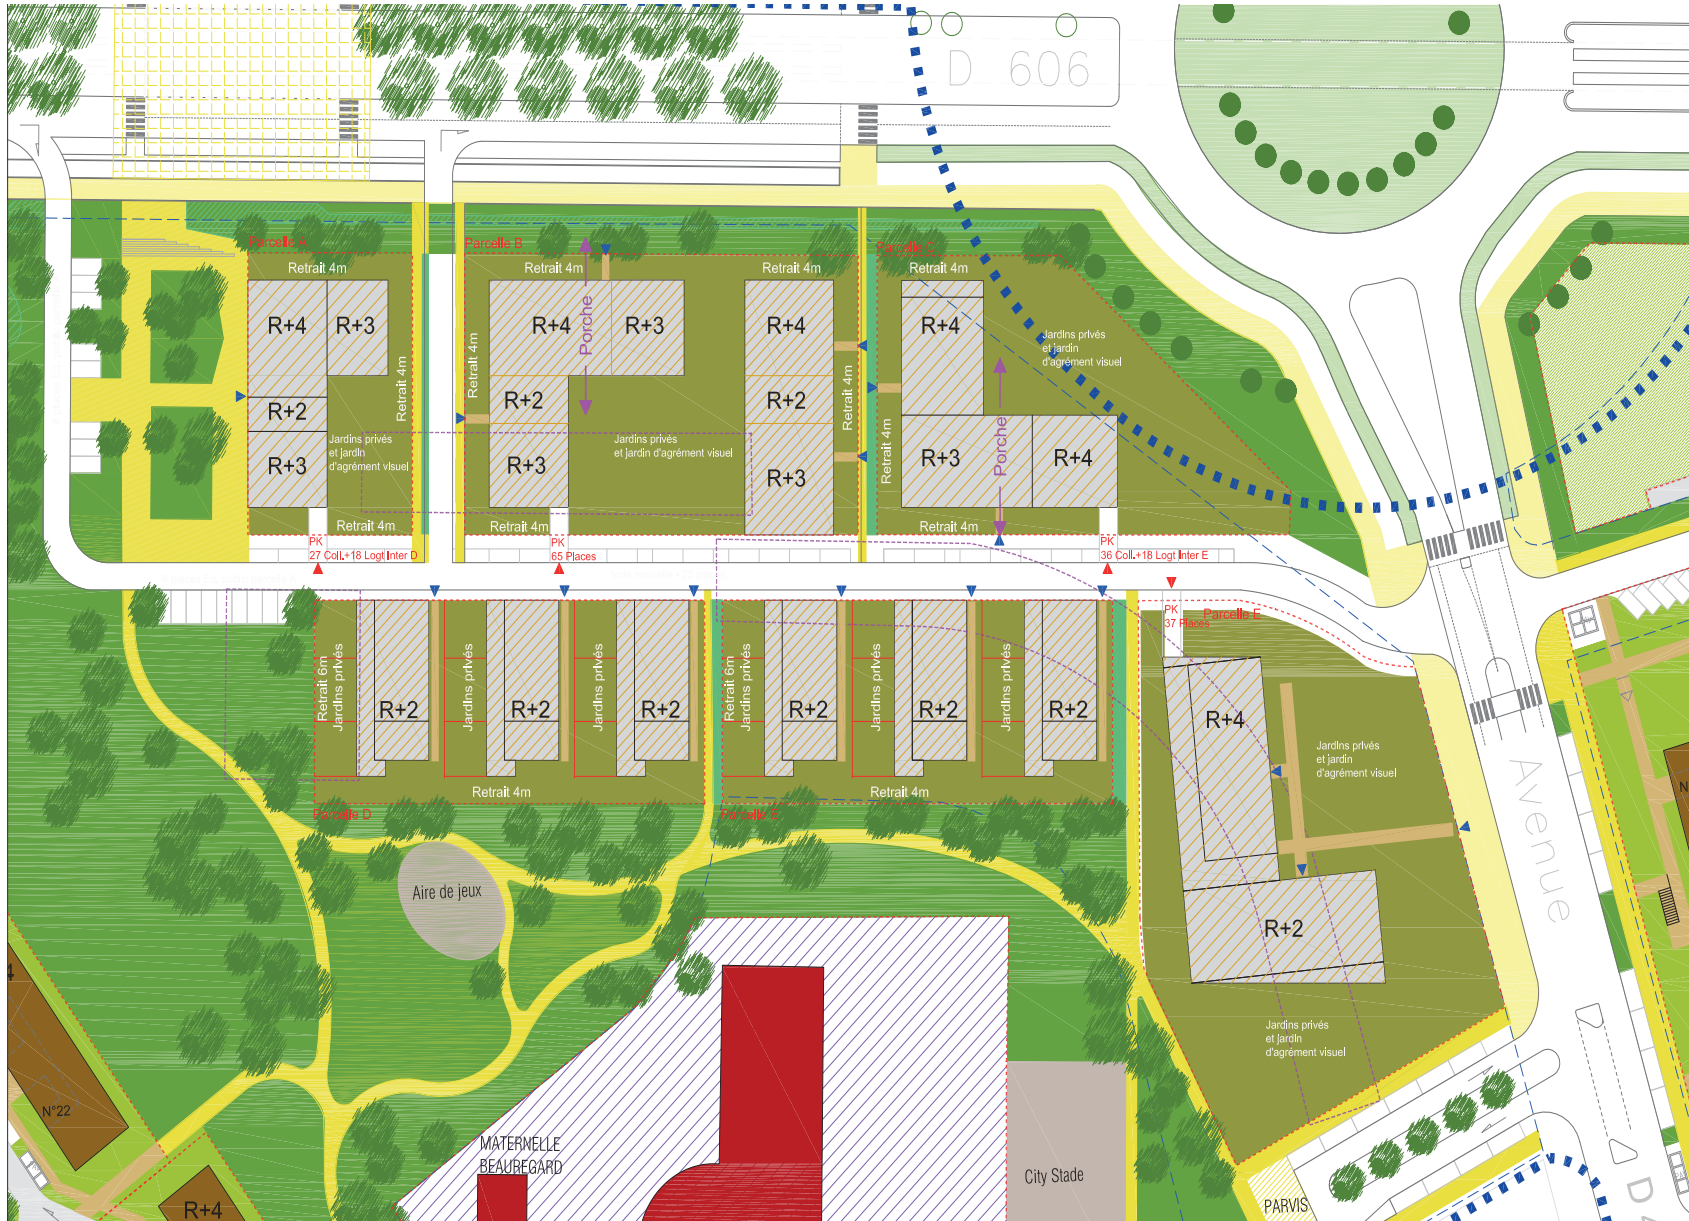 D 606
Parcelle A
Parcelle B
Parcelle C
Retrait 4m
Retrait 4m
Retrait 4m
Retrait 4m
R+4
R+3
R+4
R+3
R+4
R+4
Porche
Jardins privés
et jardin
d'agrément visuel
Retrait 4m
Retrait 4m
Retrait 4m
R+2
R+2
R+2
Retrait 4m
Porche
Jardins privés
et jardin
d'agrément visuel
Jardins privés
et jardin d'agrément visuel
R+3
R+3
R+3
R+3
R+4
Retrait 4m
Retrait 4m
Retrait 4m
PK
27 Coll.+18 Logt Inter D
PK
65 Places
PK
36 Coll.+18 Logt Inter E
PK
37 Places
Parcelle E
Retrait 6m
Jardins privés
R+2
Jardins privés
R+2
Jardins privés
R+2
Retrait 6m
Jardins privés
R+2
Jardins privés
R+2
Jardins privés
R+2
R+4
Jardins privés
et jardin
d'agrément visuel
Retrait 4m
Retrait 4m
Parcelle D
Parcelle E
Avenue
Aire de jeux
R+2
Jardins privés
et jardin
d'agrément visuel
N°22
MATERNELLE
BEAUREGARD
City Stade
R+4
PARVIS